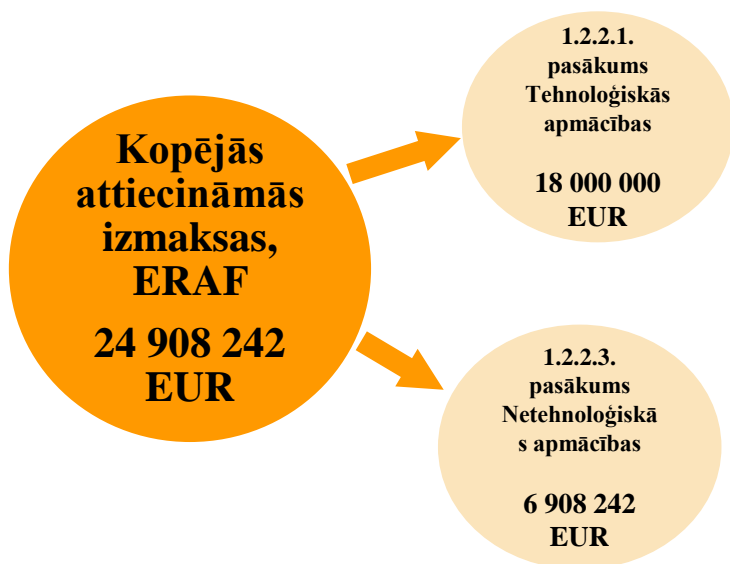 Kopējās
attiecināmās
izmaksas,
ERAF
24 908 242
EUR
1.2.2.1.
pasākums
Tehnoloģiskās
apmācības
18 000 000
EUR
1.2.2.3.
pasākums
Netehnoloģiskā
s apmācības
6 908 242
EUR